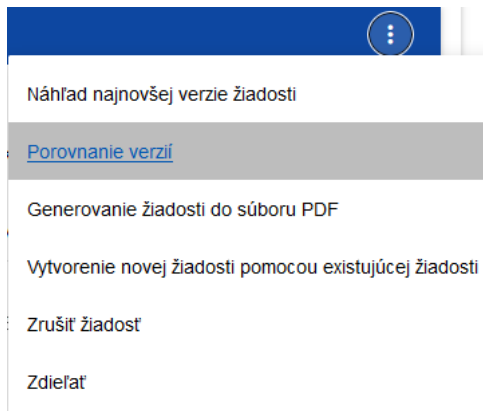 Náhľad najnovšej verzie žiadosti
Porovnanie verzií
Generovanie žiadosti do súboru PDF
Vytvorenie novej žiadosti pomocou existujúcej žiadosti
Zrušiť žiadosť
Zdieľať